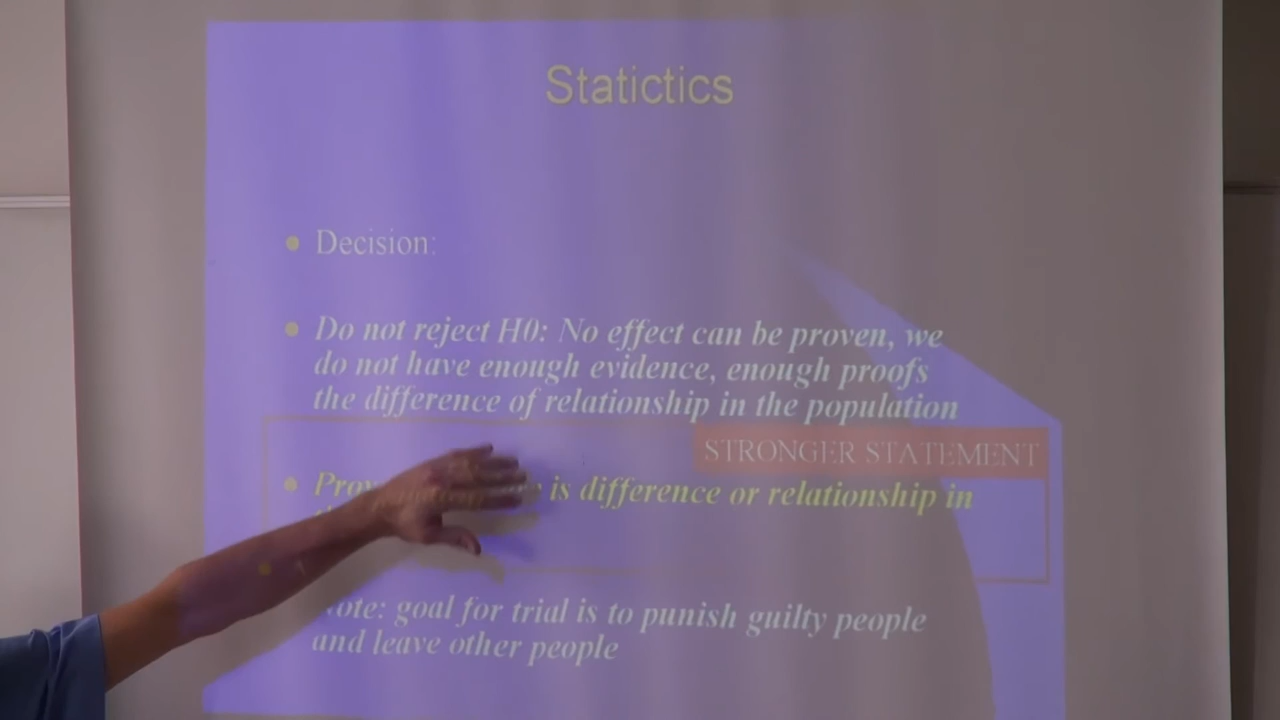 Statictics
Decision:
Do not reject H0: No effect can be proven, we
do not have enough evidence, enough proofs
the difference of relationship in the population
STRONGER STATEMENT
is difference or relationship in
Note: goal for trial is to punish guilty people
and leave other people